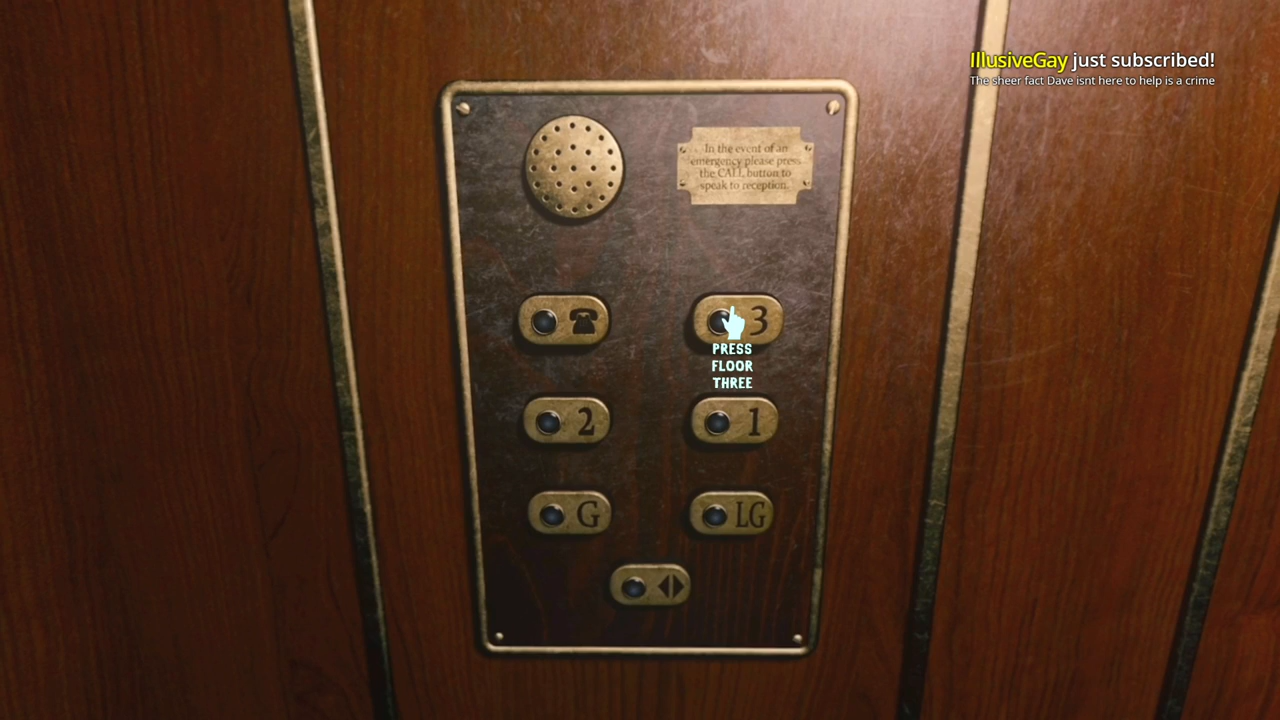 IllusiveGay just subscribed!
The sheer fact Dave isnt here to help is a crime
In the event of an
emergency please press
the CALL button to
speak to reception.
3
PRESS
FLOOR
THREE
2
1
G
LG